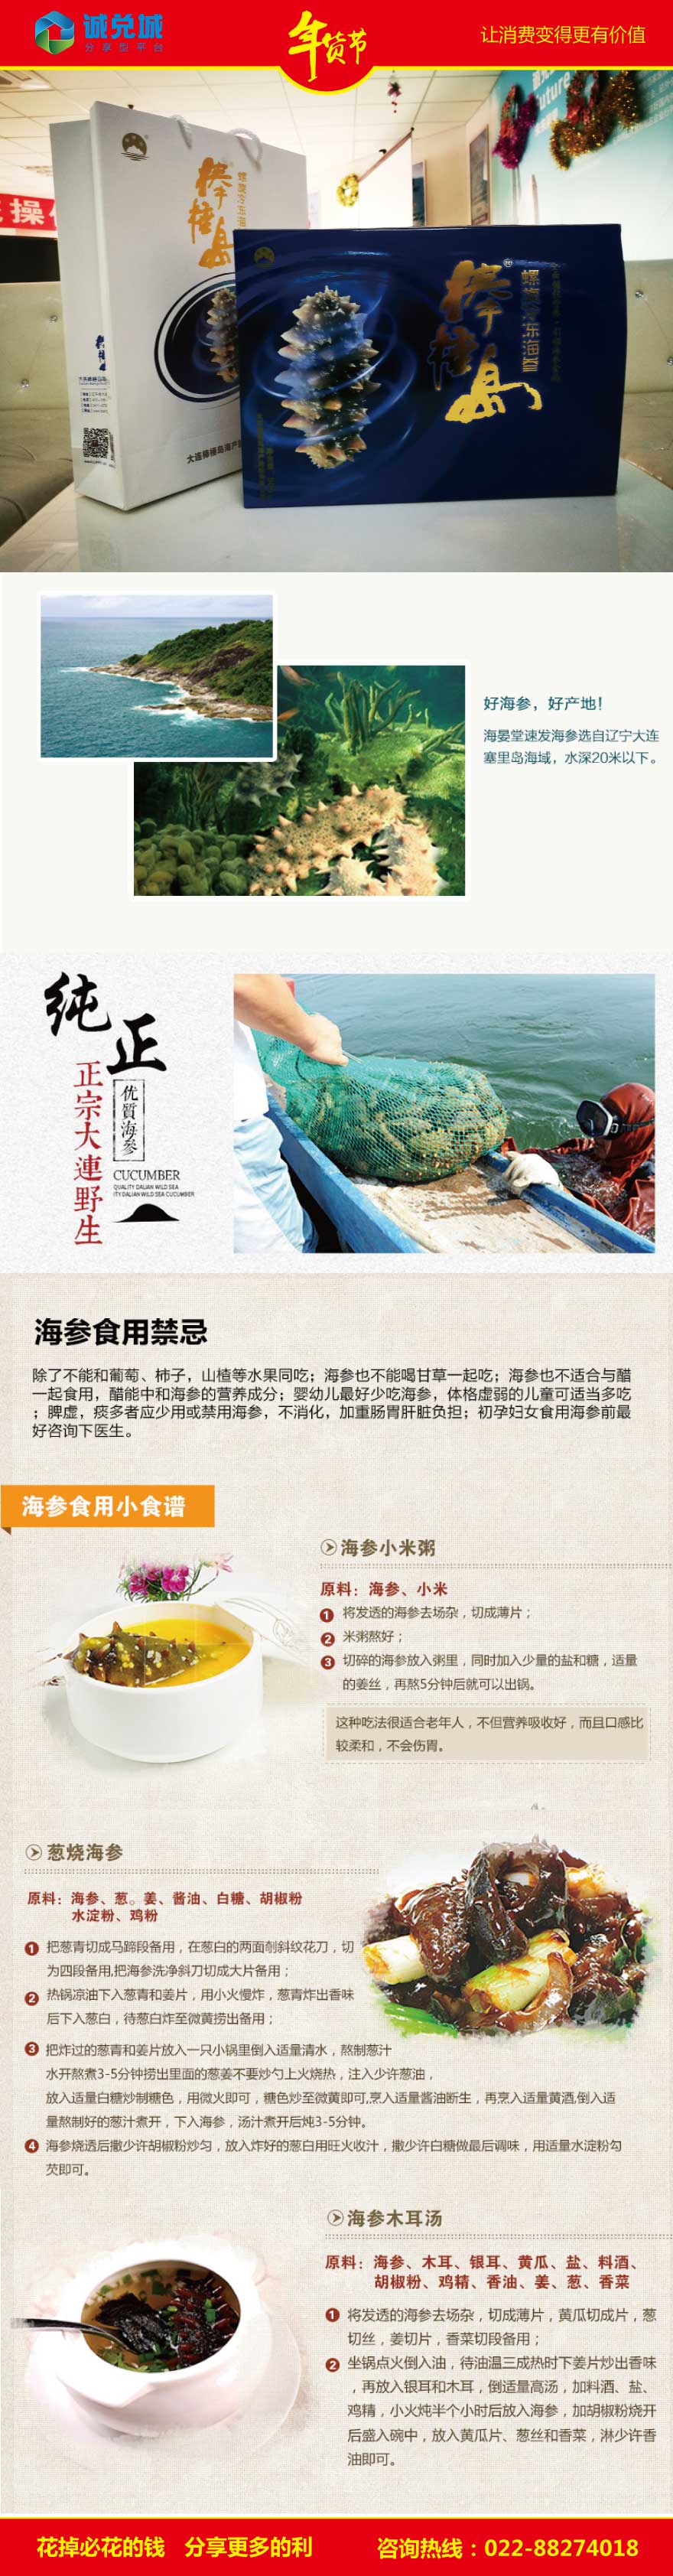 诚兑城
分享型平台
年货节
让消费变得更有价值
操
棒棰岛
螺旋冷冻海
棒棰岛
螺旋冷冻海参
大连棒棰岛海产
好海参，好产地！
海晏堂速发海参选自辽宁大连
塞里岛海域，水深20米以下。
纯正
正宗大連野生
优質海参
CUCUMBER
QUALITY DALIAN WILD SEA
ITY DALIAN WILD SEA CUCUMBER
海参食用禁忌
除了不能和葡萄、柿子，山楂等水果同吃；海参也不能喝甘草一起吃；海参也不适合与醋
一起食用，醋能中和海参的营养成分；婴幼儿最好少吃海参，体格虚弱的儿童可适当多吃
；脾虚，痰多者应少用或禁用海参，不消化，加重肠胃肝脏负担；初孕妇女食用海参前最
好咨询下医生。
海参食用小食谱
海参小米粥
原料：海参、小米
1 将发透的海参去场杂，切成薄片；
2 米粥熬好；
3 切碎的海参放入粥里，同时加入少量的盐和糖，适量
的姜丝，再熬5分钟后就可以出锅。
这种吃法很适合老年人，不但营养吸收好，而且口感比
较柔和，不会伤胃。
葱烧海参
原料：海参、葱。姜、酱油、白糖、胡椒粉
水淀粉、鸡粉
1 把葱青切成马蹄段备用，在葱白的两面刨斜纹花刀，切
为四段备用,把海参洗净斜刀切成大片备用；
2 热锅凉油下入葱青和姜片，用小火慢炸，葱青炸出香味
后下入葱白，待葱白炸至微黄捞出备用；
3 把炸过的葱青和姜片放入一只小锅里倒入适量清水，熬制葱汁
水开熬煮3-5分钟捞出里面的葱姜不要炒勺上火烧热，注入少许葱油，
放入适量白糖炒制糖色，用微火即可，糖色炒至微黄即可,烹入适量酱油断生，再烹入适量黄酒,倒入适
量熬制好的葱汁煮开，下入海参，汤汁煮开后炖3-5分钟。
4 海参烧透后撒少许胡椒粉炒匀，放入炸好的葱白用旺火收汁，撒少许白糖做最后调味，用适量水淀粉勾
芡即可。
海参木耳汤
原料：海参、木耳、银耳、黄瓜、盐、料酒、
胡椒粉、鸡精、香油、姜、葱、香菜
1 将发透的海参去场杂，切成薄片，黄瓜切成片，葱
切丝，姜切片，香菜切段备用；
2 坐锅点火倒入油，待油温三成热时下姜片炒出香味
，再放入银耳和木耳，倒适量高汤，加料酒、盐、
鸡精，小火炖半个小时后放入海参，加胡椒粉烧开
后盛入碗中，放入黄瓜片、葱丝和香菜，淋少许香
油即可。
花掉必花的钱 分享更多的利
咨询热线：022-88274018